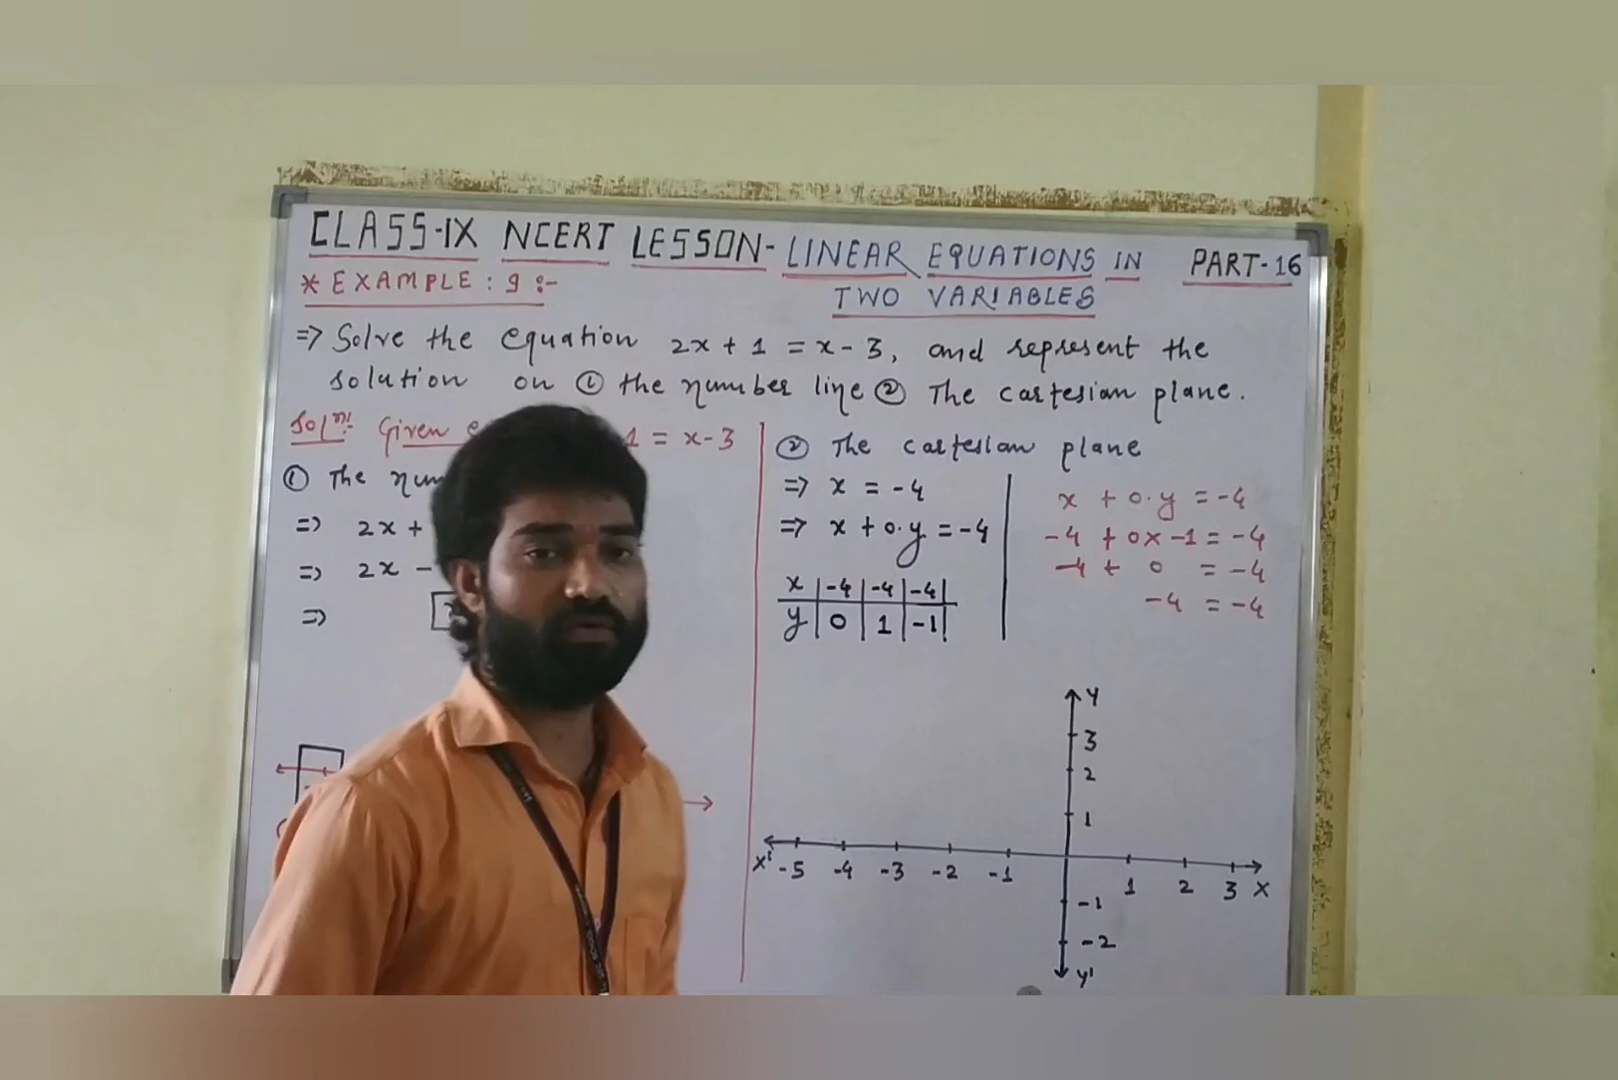 CLASS-IX NCERT LESSON- LINEAR EQUATIONS IN PART-16
TWO VARIABLES
* EXAMPLE : 9 :-
=> Solve the equation 2x + 1 = x - 3, and represent the
solution on ① the number line ② The cartesian plane.
Solⁿ:- Given 1 = x-3
① The
=> 2x +
=> 2x -
=>
② The cartesian plane
=> x = -4
=> x + 0.y = -4
x | -4 | -4 | -4 |
y | 0 | 1 | -1 |
x + 0.y = -4
-4 + 0x -1 = -4
-4 + 0 = -4
-4 = -4
Y
3
2
1
X' -5 -4 -3 -2 -1 1 2 3 X
-1
-2
Y'